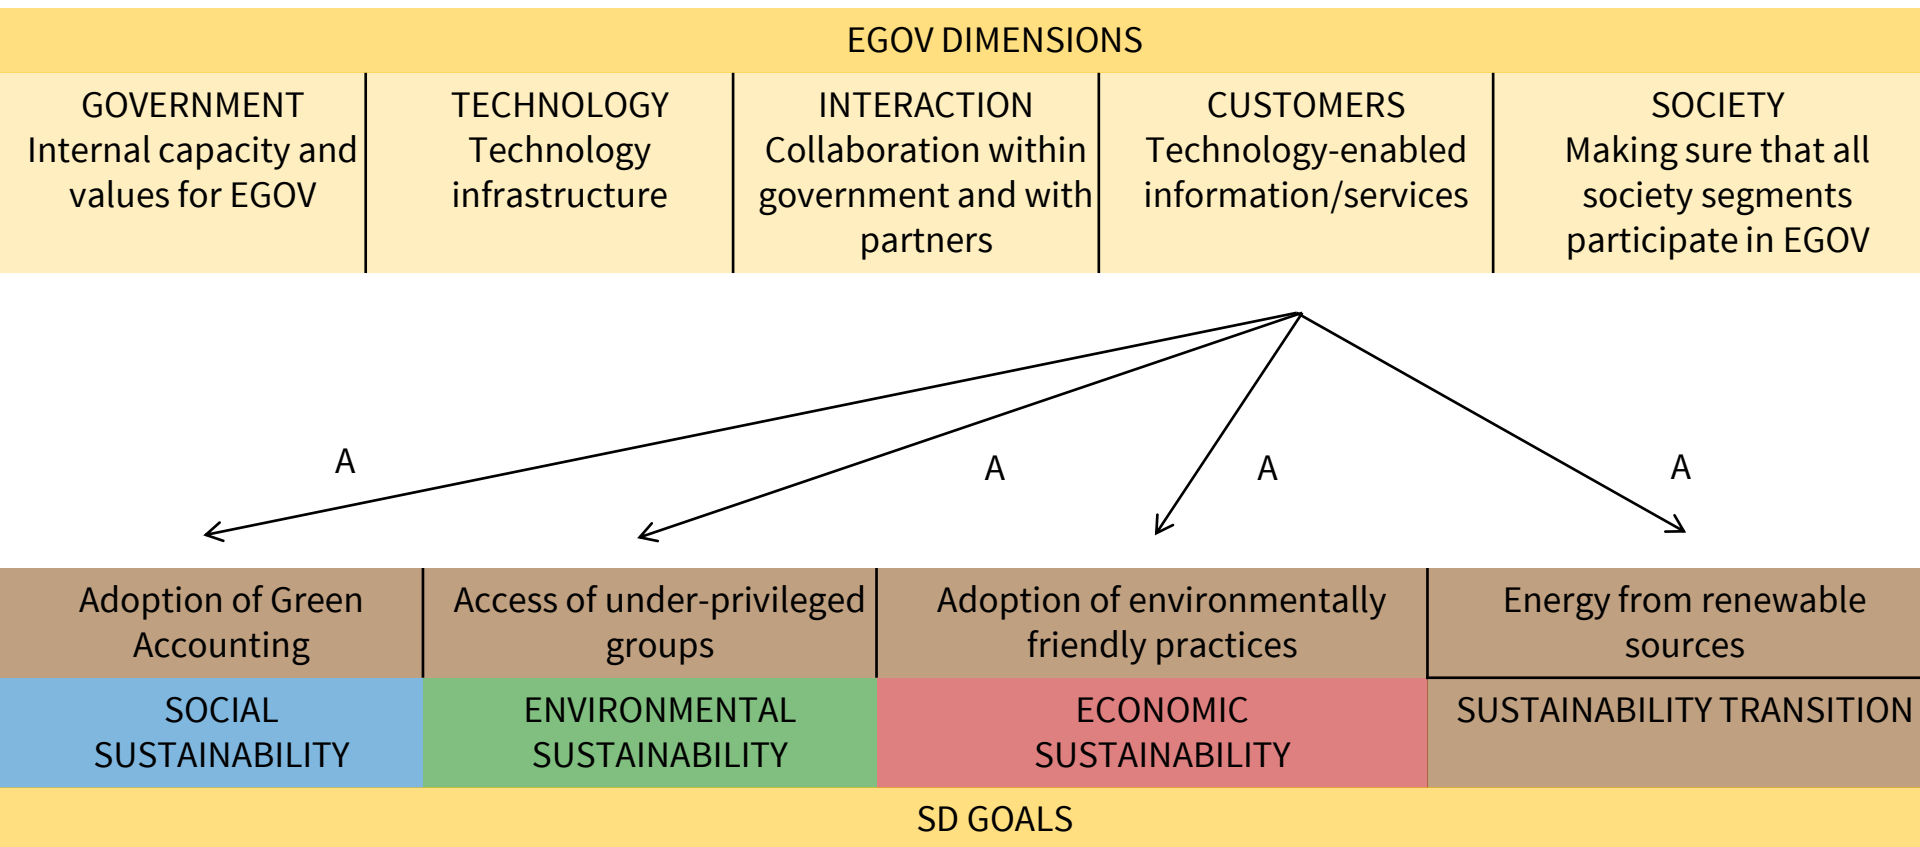 EGOV DIMENSIONS
GOVERNMENT
Internal capacity and
values for EGOV
TECHNOLOGY
Technology
infrastructure
INTERACTION
Collaboration within
government and with
partners
CUSTOMERS
Technology-enabled
information/services
SOCIETY
Making sure that all
society segments
participate in EGOV
A
A
A
A
Adoption of Green
Accounting
Access of under-privileged
groups
Adoption of environmentally
friendly practices
Energy from renewable
sources
SOCIAL
SUSTAINABILITY
ENVIRONMENTAL
SUSTAINABILITY
ECONOMIC
SUSTAINABILITY
SUSTAINABILITY TRANSITION
SD GOALS